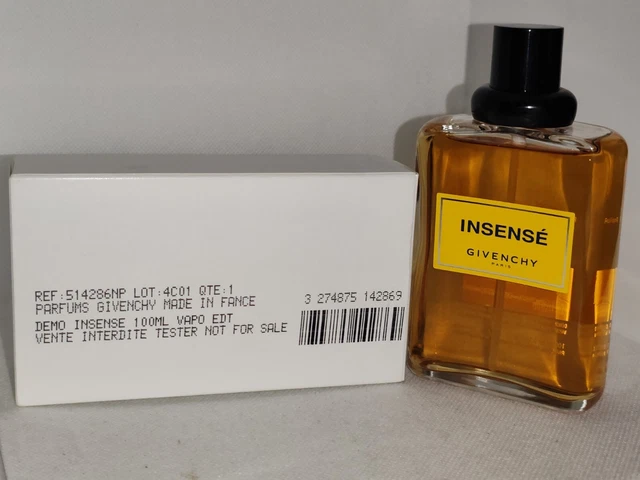 REF:514286NP LOT:4C01 QTE:1
PARFUMS GIVENCHY MADE IN FANCE
DEMO INSENSE 100ML VAPO EDT
VENTE INTERDITE TESTER NOT FOR SALE
3 274875 142869
INSENSÉ
GIVENCHY
PARIS